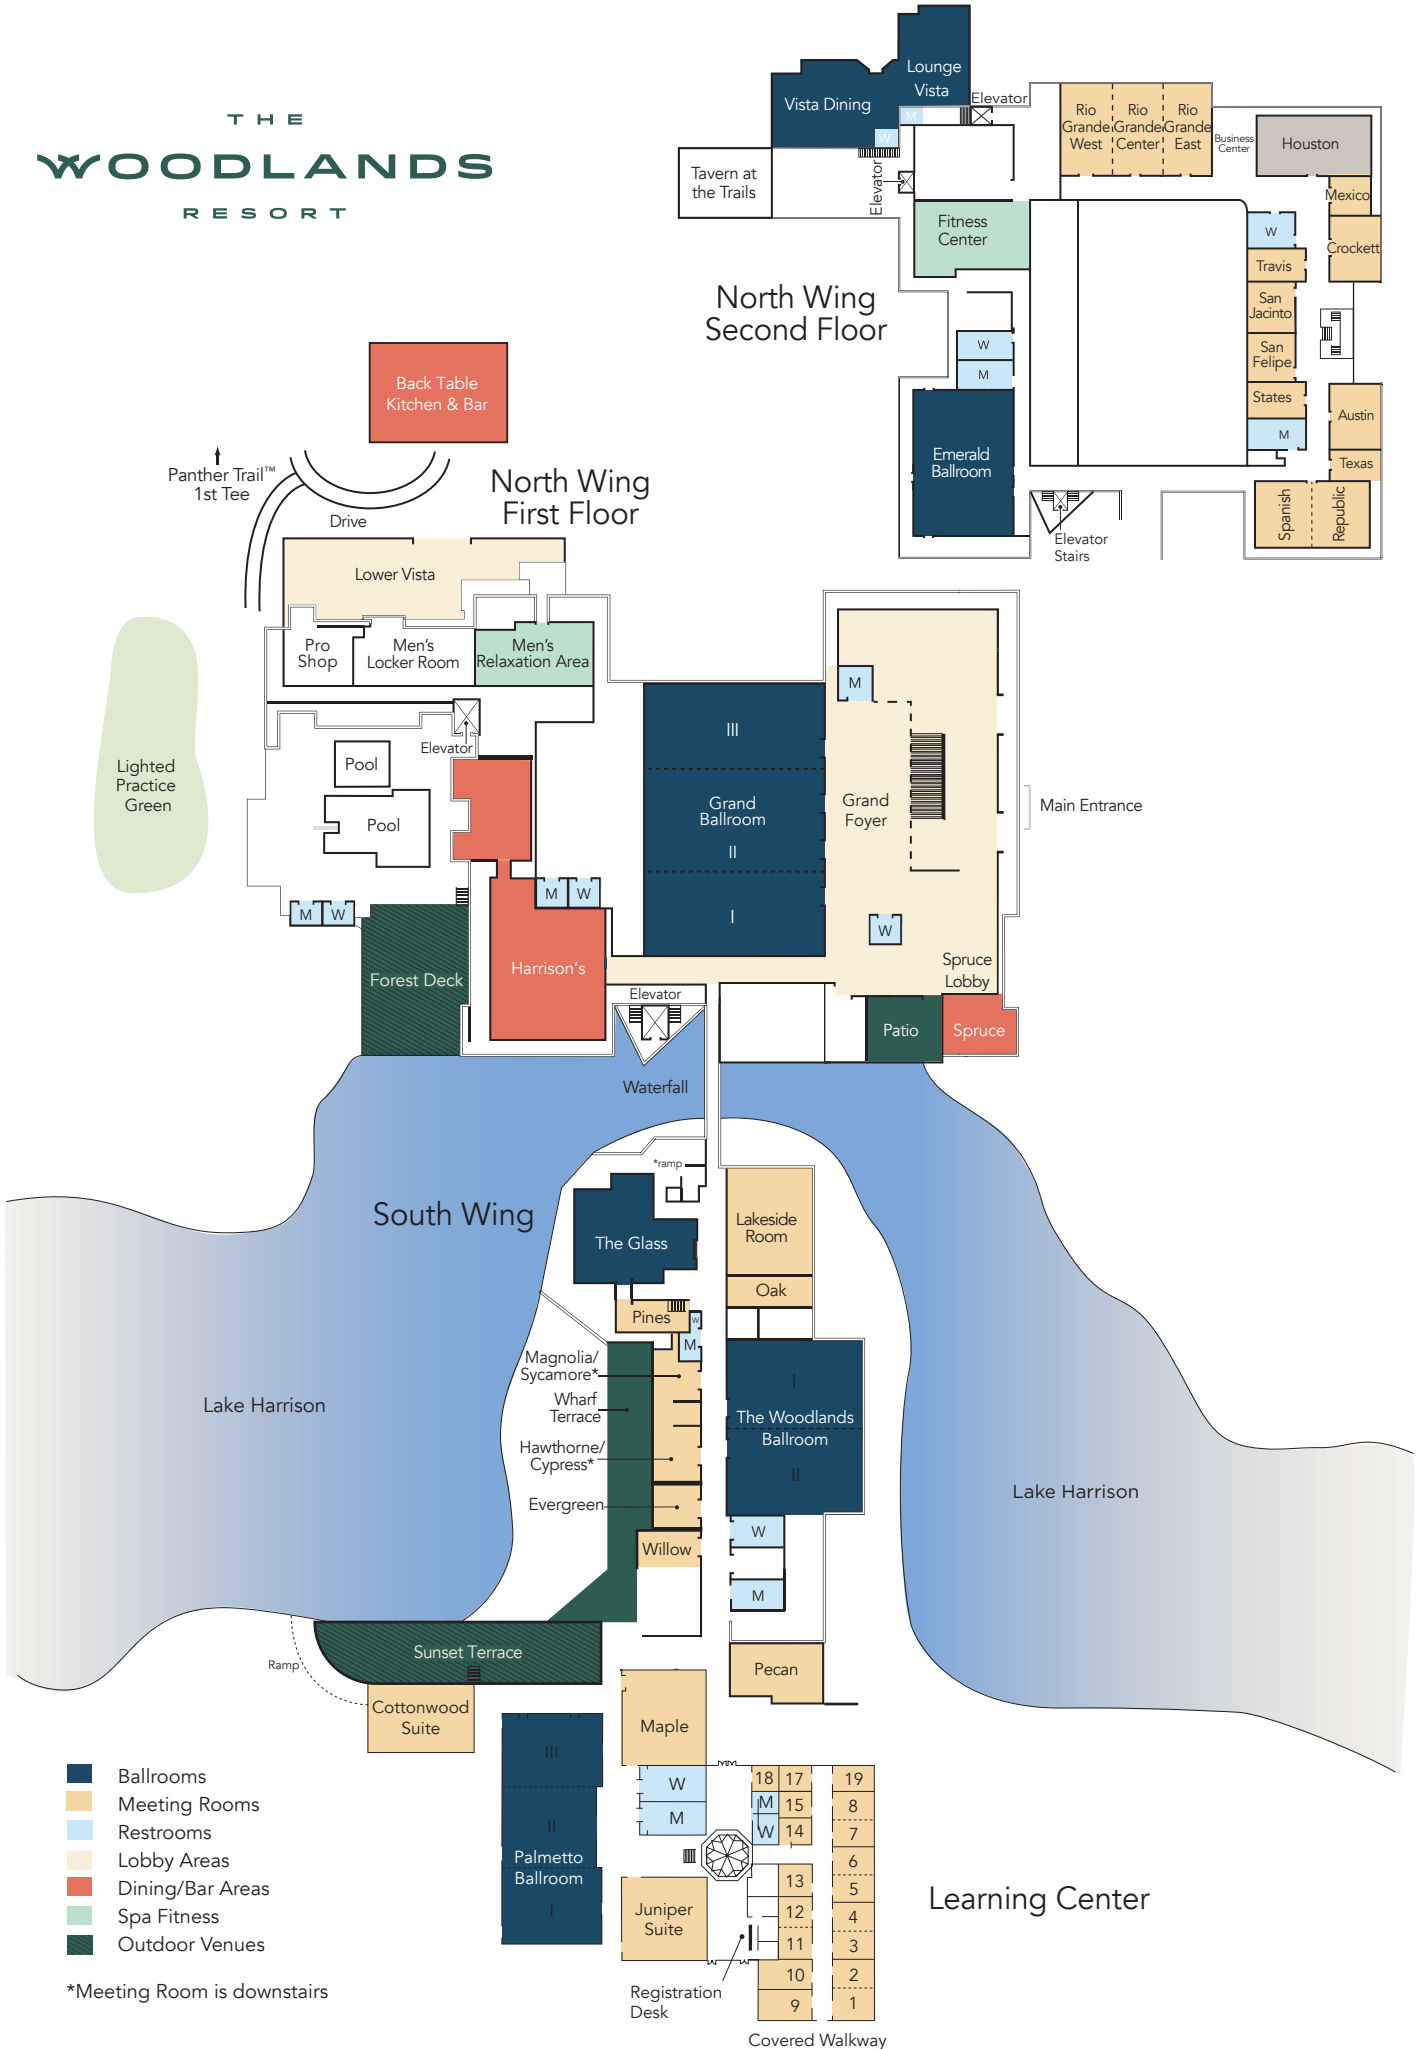 THE
WOODLANDS
RESORT
Lounge
Vista
Vista Dining
M
W
Elevator
Elevator
Tavern at
the Trails
Fitness
Center
Rio
Grande
West
Rio
Grande
Center
Rio
Grande
East
Business
Center
Houston
Mexico
Crockett
W
Travis
San
Jacinto
San
Felipe
States
M
Austin
Texas
Spanish
Republic
North Wing
Second Floor
W
M
Emerald
Ballroom
Elevator
Stairs
Back Table
Kitchen & Bar
Panther Trail™
1st Tee
Drive
North Wing
First Floor
Lower Vista
Pro
Shop
Men's
Locker Room
Men's
Relaxation Area
Elevator
Pool
Pool
Lighted
Practice
Green
M
W
Forest Deck
M
W
Harrison's
III
Grand
Ballroom
II
I
M
Grand
Foyer
W
Main Entrance
Spruce
Lobby
Patio
Spruce
Elevator
Waterfall
*ramp
South Wing
The Glass
Lakeside
Room
Oak
Pines
W
M
Magnolia/
Sycamore*
Wharf
Terrace
Hawthorne/
Cypress*
Evergreen
Willow
I
The Woodlands
Ballroom
II
W
M
Lake Harrison
Lake Harrison
Ramp
Sunset Terrace
Cottonwood
Suite
Pecan
Maple
W
M
III
II
Palmetto
Ballroom
I
Juniper
Suite
Registration
Desk
18
17
M
15
W
14
13
12
11
10
9
19
8
7
6
5
4
3
2
1
Covered Walkway
Learning Center
Ballrooms
Meeting Rooms
Restrooms
Lobby Areas
Dining/Bar Areas
Spa Fitness
Outdoor Venues
*Meeting Room is downstairs